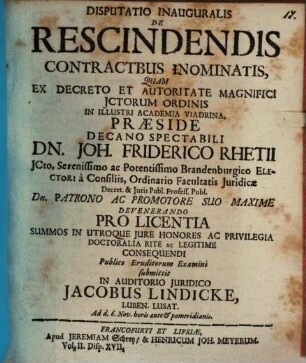 17.
DISPUTATIO INAUGURALIS
DE
RESCINDENDIS
CONTRACTBUS INOMINATIS,
QUAM
EX DECRETO ET AUTORITATE MAGNIFICI
JCTORUM ORDINIS
IN ILLUSTRI ACADEMIA VIADRINA,
PRÆSIDE
DECANO SPECTABILI
DN. JOH. FRIDERICO RHETII
JCto, Serenissimo ac Potentissimo Brandenburgico ELE-
CTORI à Consiliis, Ordinario Facultatis Juridicæ
Decret. & Juris Publ. Profess. Publ.
DN. PATRONO AC PROMOTORE SUO MAXIME
DEVENERANDO
PRO LICENTIA
SUMMOS IN UTROQUE JURE HONORES AC PRIVILEGIA
DOCTORALIA RITE AC LEGITIME
CONSEQUENDI
Publico Eruditorum Examini
submittit
IN AUDITORIO JURIDICO
JACOBUS LINDICKE,
LUBEN. LUSAT.
Ad d. 6. Nov. horis ante & pomeridianis.
FRANCOFURTI ET LIPSIÆ,
Apud JEREMIAM Schrey, & HENRICUM JOH. MEYERUM.
Vol. II. Disp. XVII.